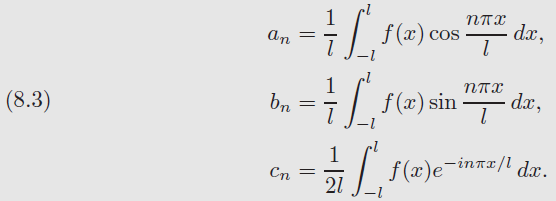 a_n = \frac{1}{l} \int_{-l}^{l} f(x) \cos \frac{n\pi x}{l} \, dx,
(8.3) b_n = \frac{1}{l} \int_{-l}^{l} f(x) \sin \frac{n\pi x}{l} \, dx,
c_n = \frac{1}{2l} \int_{-l}^{l} f(x) e^{-in\pi x/l} \, dx.